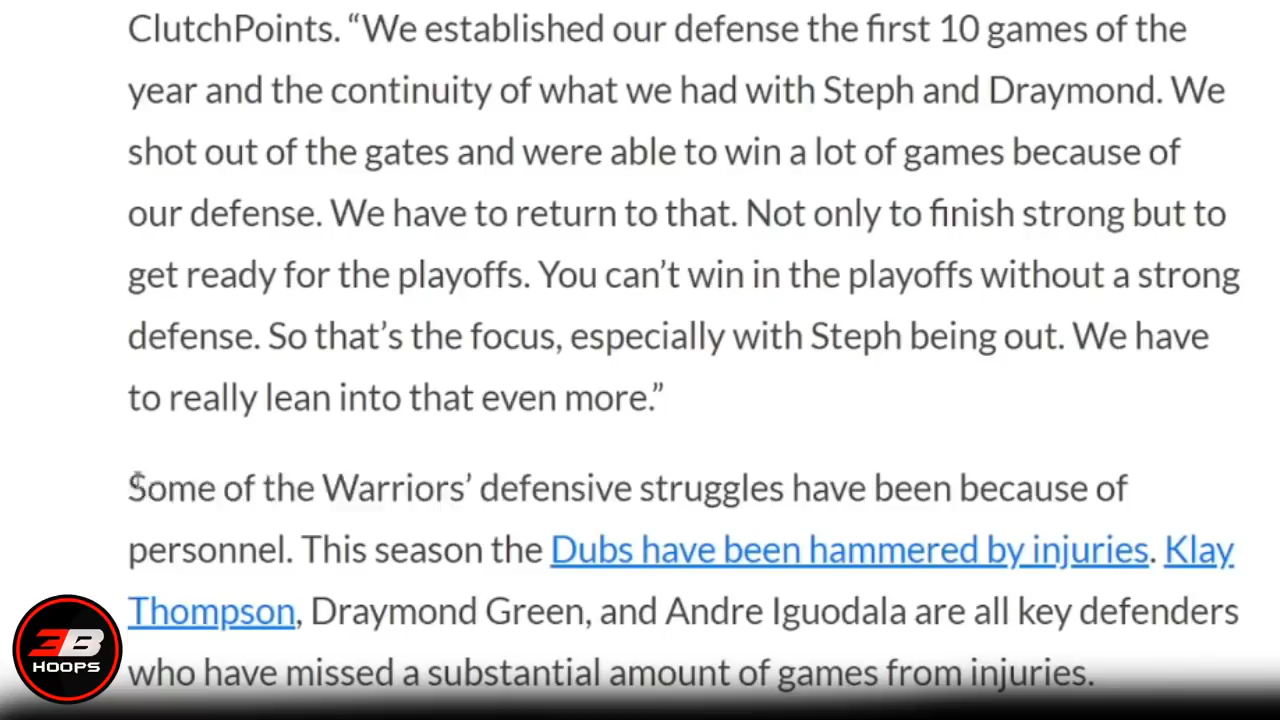 ClutchPoints. “We established our defense the first 10 games of the
year and the continuity of what we had with Steph and Draymond. We
shot out of the gates and were able to win a lot of games because of
our defense. We have to return to that. Not only to finish strong but to
get ready for the playoffs. You can’t win in the playoffs without a strong
defense. So that’s the focus, especially with Steph being out. We have
to really lean into that even more.”
Some of the Warriors’ defensive struggles have been because of
personnel. This season the Dubs have been hammered by injuries. Klay
Thompson, Draymond Green, and Andre Iguodala are all key defenders
who have missed a substantial amount of games from injuries.
3B
HOOPS